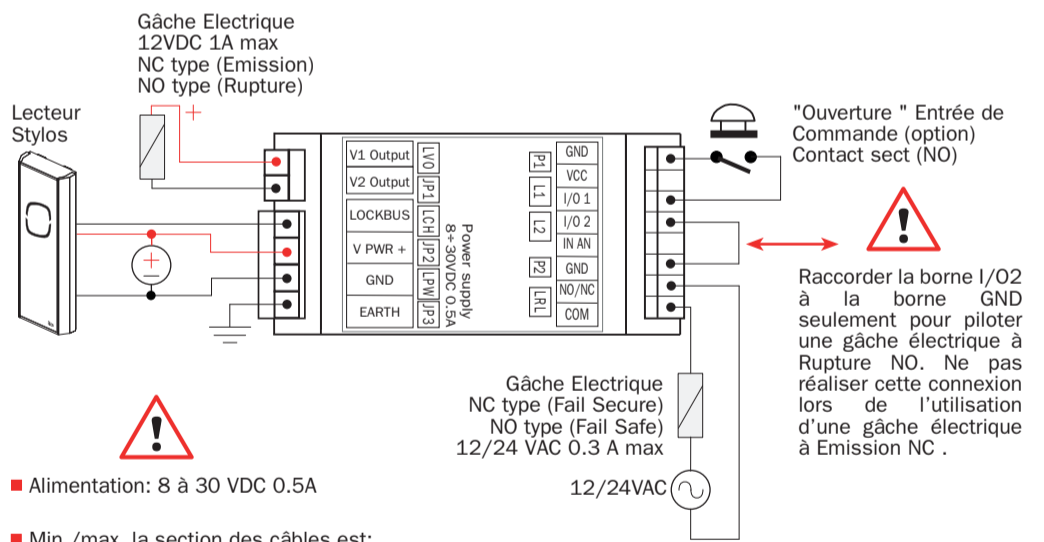 Gâche Electrique
12VDC 1A max
NC type (Emission)
NO type (Rupture)
Lecteur
Stylos
+
"Ouverture " Entrée de
Commande (option)
Contact sect (NO)
V1 Output
V2 Output
LOCKBUS
V PWR +
GND
EARTH
LV0
JP1
LCH
JP2
LPW
JP3
Power supply
8÷30VDC 0.5A
P1
L1
L2
P2
LRL
GND
VCC
I/O 1
I/O 2
IN AN
GND
NO/NC
COM
+
!
Raccorder la borne I/O2
à la borne GND
seulement pour piloter
une gâche électrique à
Rupture NO. Ne pas
réaliser cette connexion
lors de l'utilisation
d'une gâche électrique
à Emission NC .
Gâche Electrique
NC type (Fail Secure)
NO type (Fail Safe)
12/24 VAC 0.3 A max
12/24VAC
!
Alimentation: 8 à 30 VDC 0.5A